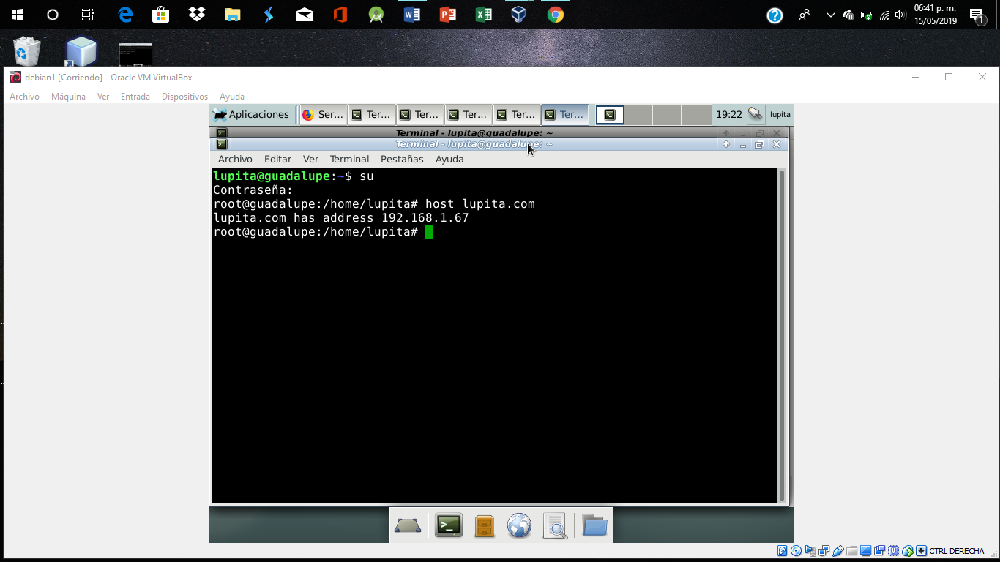 06:41 p. m.
15/05/2019
1
debian1 [Corriendo] - Oracle VM VirtualBox
Archivo Máquina Ver Entrada Dispositivos Ayuda
Aplicaciones Ser... Ter... Ter... Ter... Ter... Ter... 19:22 lupita
Terminal - lupita@guadalupe: ~
Terminal - lupita@guadalupe: ~
Archivo Editar Ver Terminal Pestañas Ayuda
lupita@guadalupe:~$ su
Contraseña:
root@guadalupe:/home/lupita# host lupita.com
lupita.com has address 192.168.1.67
root@guadalupe:/home/lupita#
CTRL DERECHA